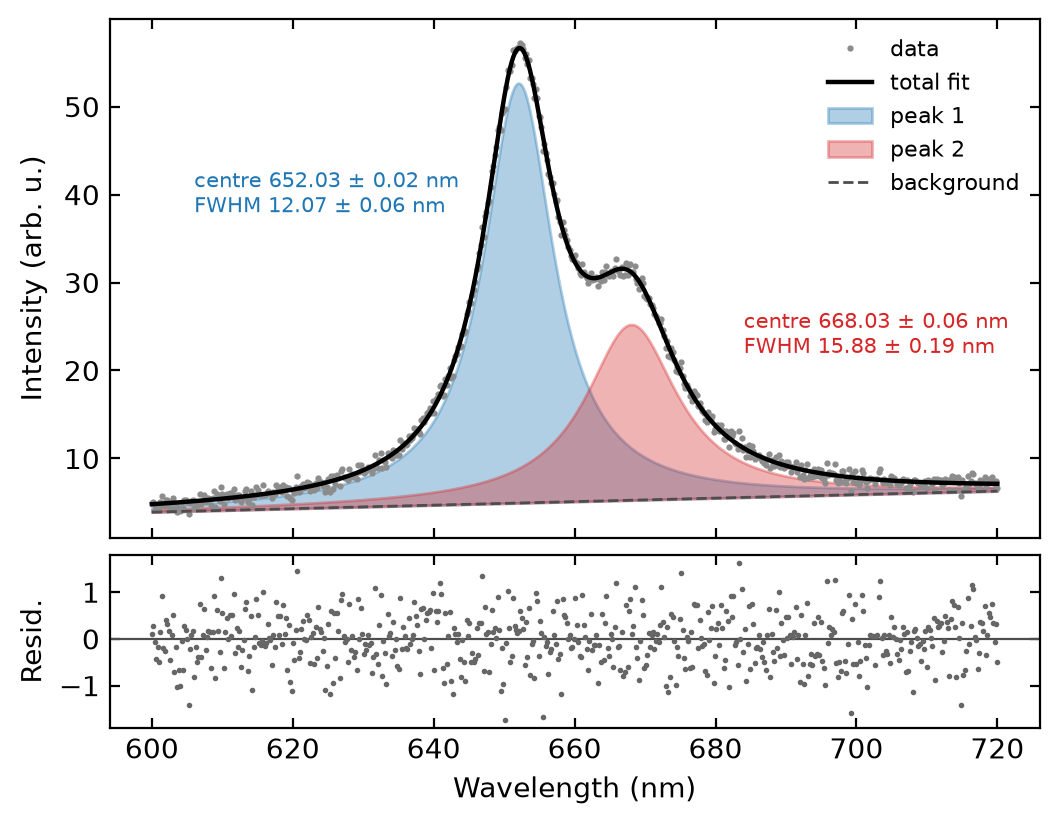 Intensity (arb. u.)
50
40
30
20
10
data
total fit
peak 1
peak 2
background
centre 652.03 ± 0.02 nm
FWHM 12.07 ± 0.06 nm
centre 668.03 ± 0.06 nm
FWHM 15.88 ± 0.19 nm
Resid.
1
0
−1
600 620 640 660 680 700 720
Wavelength (nm)